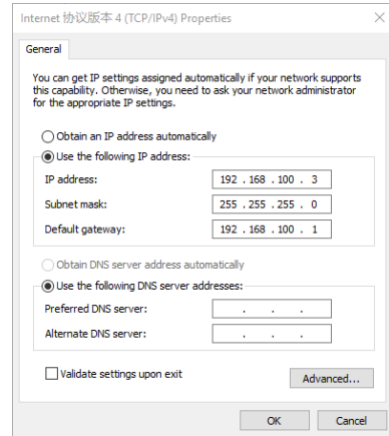 Internet 协议版本 4 (TCP/IPv4) Properties
General
You can get IP settings assigned automatically if your network supports
this capability. Otherwise, you need to ask your network administrator
for the appropriate IP settings.
Obtain an IP address automatically
Use the following IP address:
IP address: 192 . 168 . 100 . 3
Subnet mask: 255 . 255 . 255 . 0
Default gateway: 192 . 168 . 100 . 1
Obtain DNS server address automatically
Use the following DNS server addresses:
Preferred DNS server: . . .
Alternate DNS server: . . .
Validate settings upon exit
Advanced...
OK Cancel